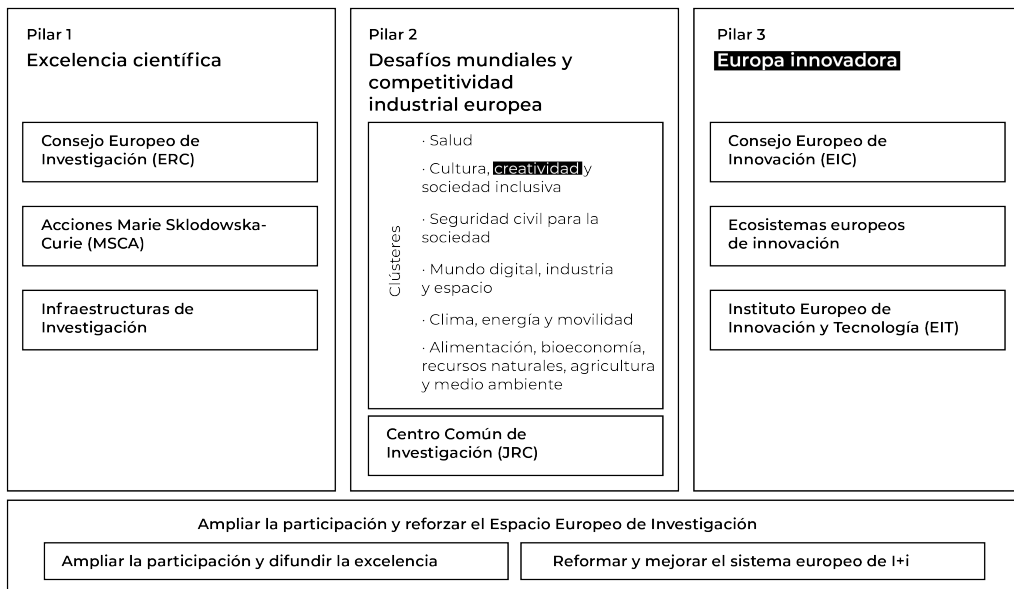 Pilar 1
Excelencia científica
Consejo Europeo de
Investigación (ERC)
Acciones Marie Sklodowska-
Curie (MSCA)
Infraestructuras de
Investigación
Pilar 2
Desafíos mundiales y
competitividad
industrial europea
Clústeres
· Salud
· Cultura, creatividad y
sociedad inclusiva
· Seguridad civil para la
sociedad
· Mundo digital, industria
y espacio
· Clima, energía y movilidad
· Alimentación, bioeconomía,
recursos naturales, agricultura
y medio ambiente
Centro Común de
Investigación (JRC)
Pilar 3
Europa innovadora
Consejo Europeo de
Innovación (EIC)
Ecosistemas europeos
de innovación
Instituto Europeo de
Innovación y Tecnología (EIT)
Ampliar la participación y reforzar el Espacio Europeo de Investigación
Ampliar la participación y difundir la excelencia
Reformar y mejorar el sistema europeo de I+i